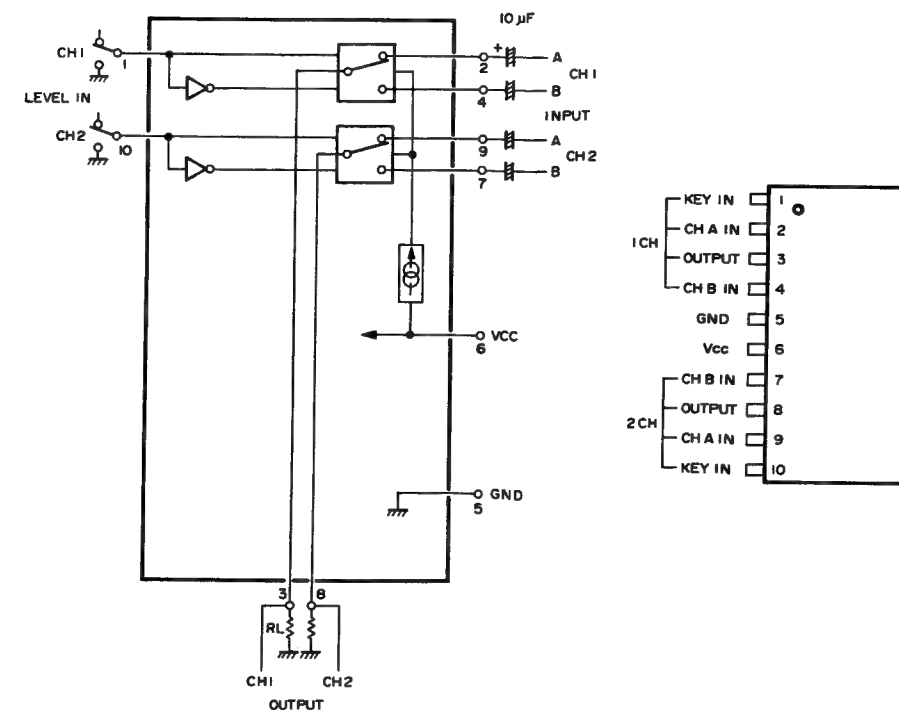 10 µF
CH1
1
LEVEL IN
CH2
10
+
2
A
CH1
4
B
INPUT
9
A
CH2
7
B
VCC
6
GND
5
3
8
RL
CH1
CH2
OUTPUT
1CH
KEY IN
1
CH A IN
2
OUTPUT
3
CH B IN
4
GND
5
Vcc
6
2CH
CH B IN
7
OUTPUT
8
CH A IN
9
KEY IN
10